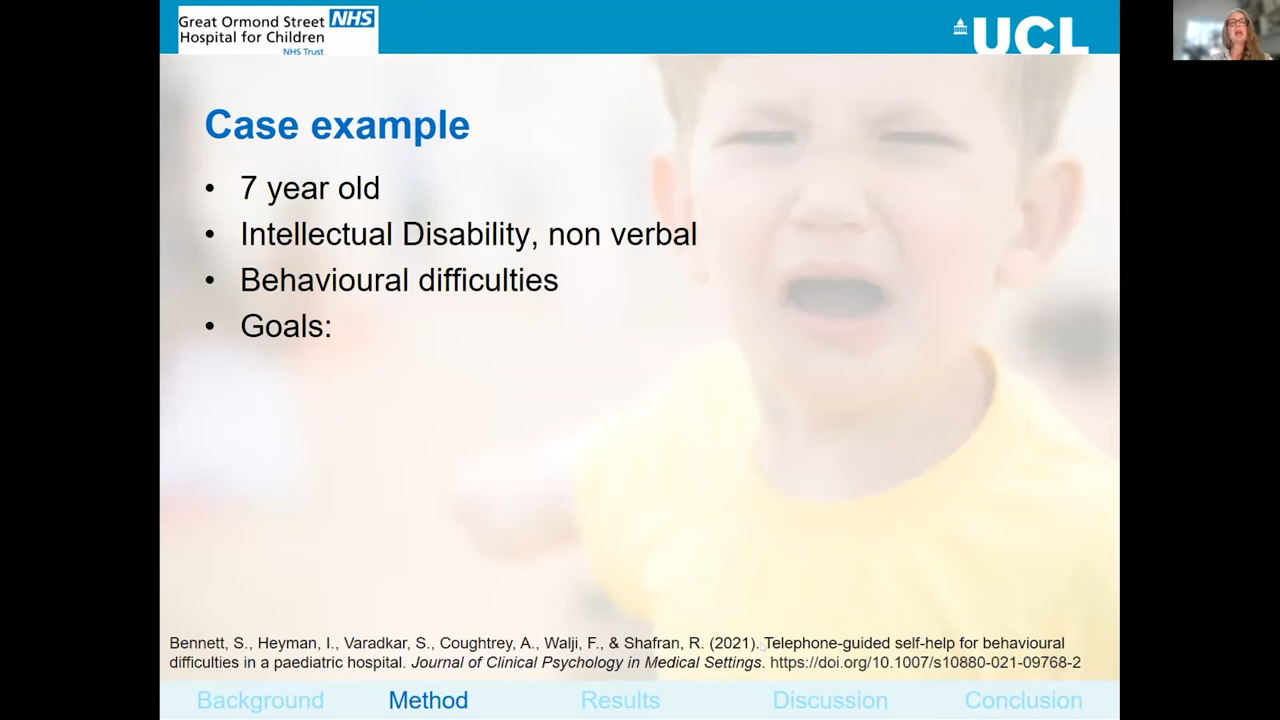 Great Ormond Street NHS
Hospital for Children
NHS Trust
UCL
Case example
• 7 year old
• Intellectual Disability, non verbal
• Behavioural difficulties
• Goals:
Bennett, S., Heyman, I., Varadkar, S., Coughtrey, A., Walji, F., & Shafran, R. (2021). Telephone-guided self-help for behavioural
difficulties in a paediatric hospital. Journal of Clinical Psychology in Medical Settings. https://doi.org/10.1007/s10880-021-09768-2
Background Method Results Discussion Conclusion